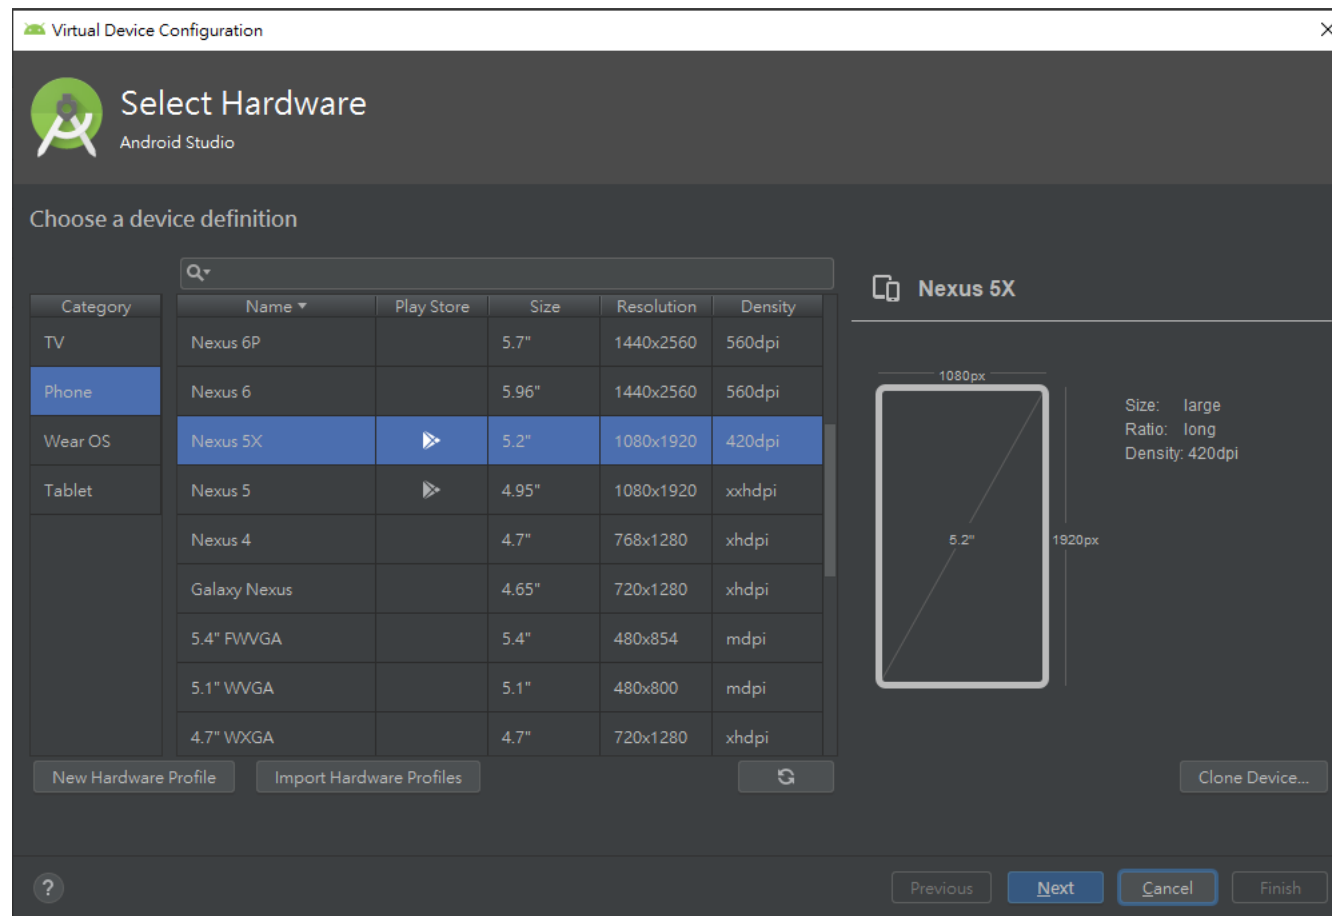 Virtual Device Configuration
Select Hardware
Android Studio
Choose a device definition
Category Name Play Store Size Resolution Density
TV
Phone
Wear OS
Tablet
Nexus 6P 5.7" 1440x2560 560dpi
Nexus 6 5.96" 1440x2560 560dpi
Nexus 5X 5.2" 1080x1920 420dpi
Nexus 5 4.95" 1080x1920 xxhdpi
Nexus 4 4.7" 768x1280 xhdpi
Galaxy Nexus 4.65" 720x1280 xhdpi
5.4" FWVGA 5.4" 480x854 mdpi
5.1" WVGA 5.1" 480x800 mdpi
4.7" WXGA 4.7" 720x1280 xhdpi
New Hardware Profile Import Hardware Profiles
Nexus 5X
1080px
Size: large
Ratio: long
Density: 420dpi
5.2" 1920px
Clone Device...
? Previous Next Cancel Finish